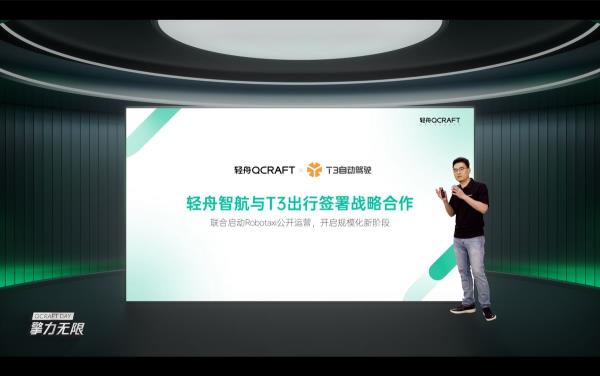 轻舟QCRAFT
轻舟QCRAFT × T3自动驾驶
轻舟智航与T3出行签署战略合作
联合启动Robotaxi公开运营，开启规模化新阶段
QCRAFT DAY
擎力无限